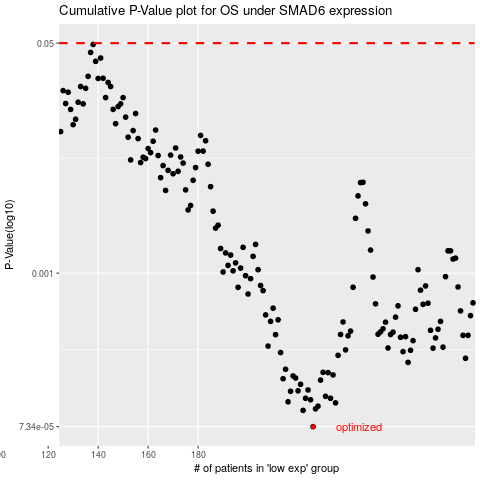 Cumulative P-Value plot for OS under SMAD6 expression
0.05
P-Value(log10)
0.001
7.34e-05
optimized
00
120
140
160
180
# of patients in 'low exp' group